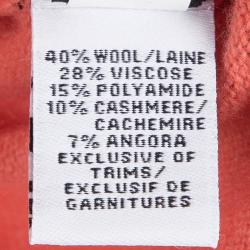 40% WOOL/LAINE
28% VISCOSE
15% POLYAMIDE
10% CASHMERE/
CACHEMIRE
7% ANGORA
EXCLUSIVE OF
TRIMS/
EXCLUSIF DE
GARNITURES